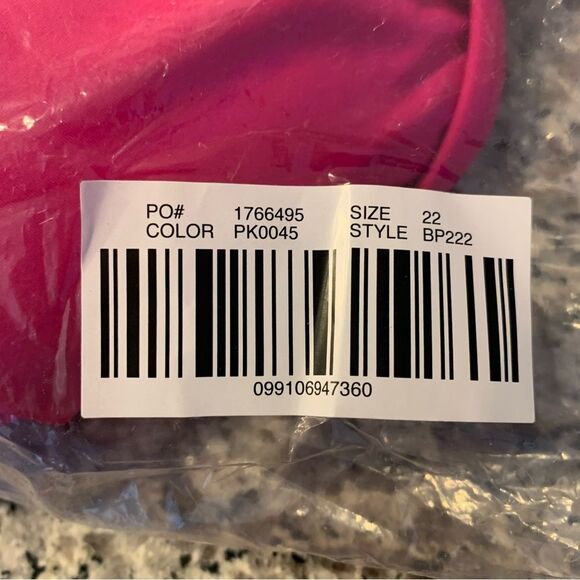 PO# 1766495 SIZE 22
COLOR PK0045 STYLE BP222
099106947360